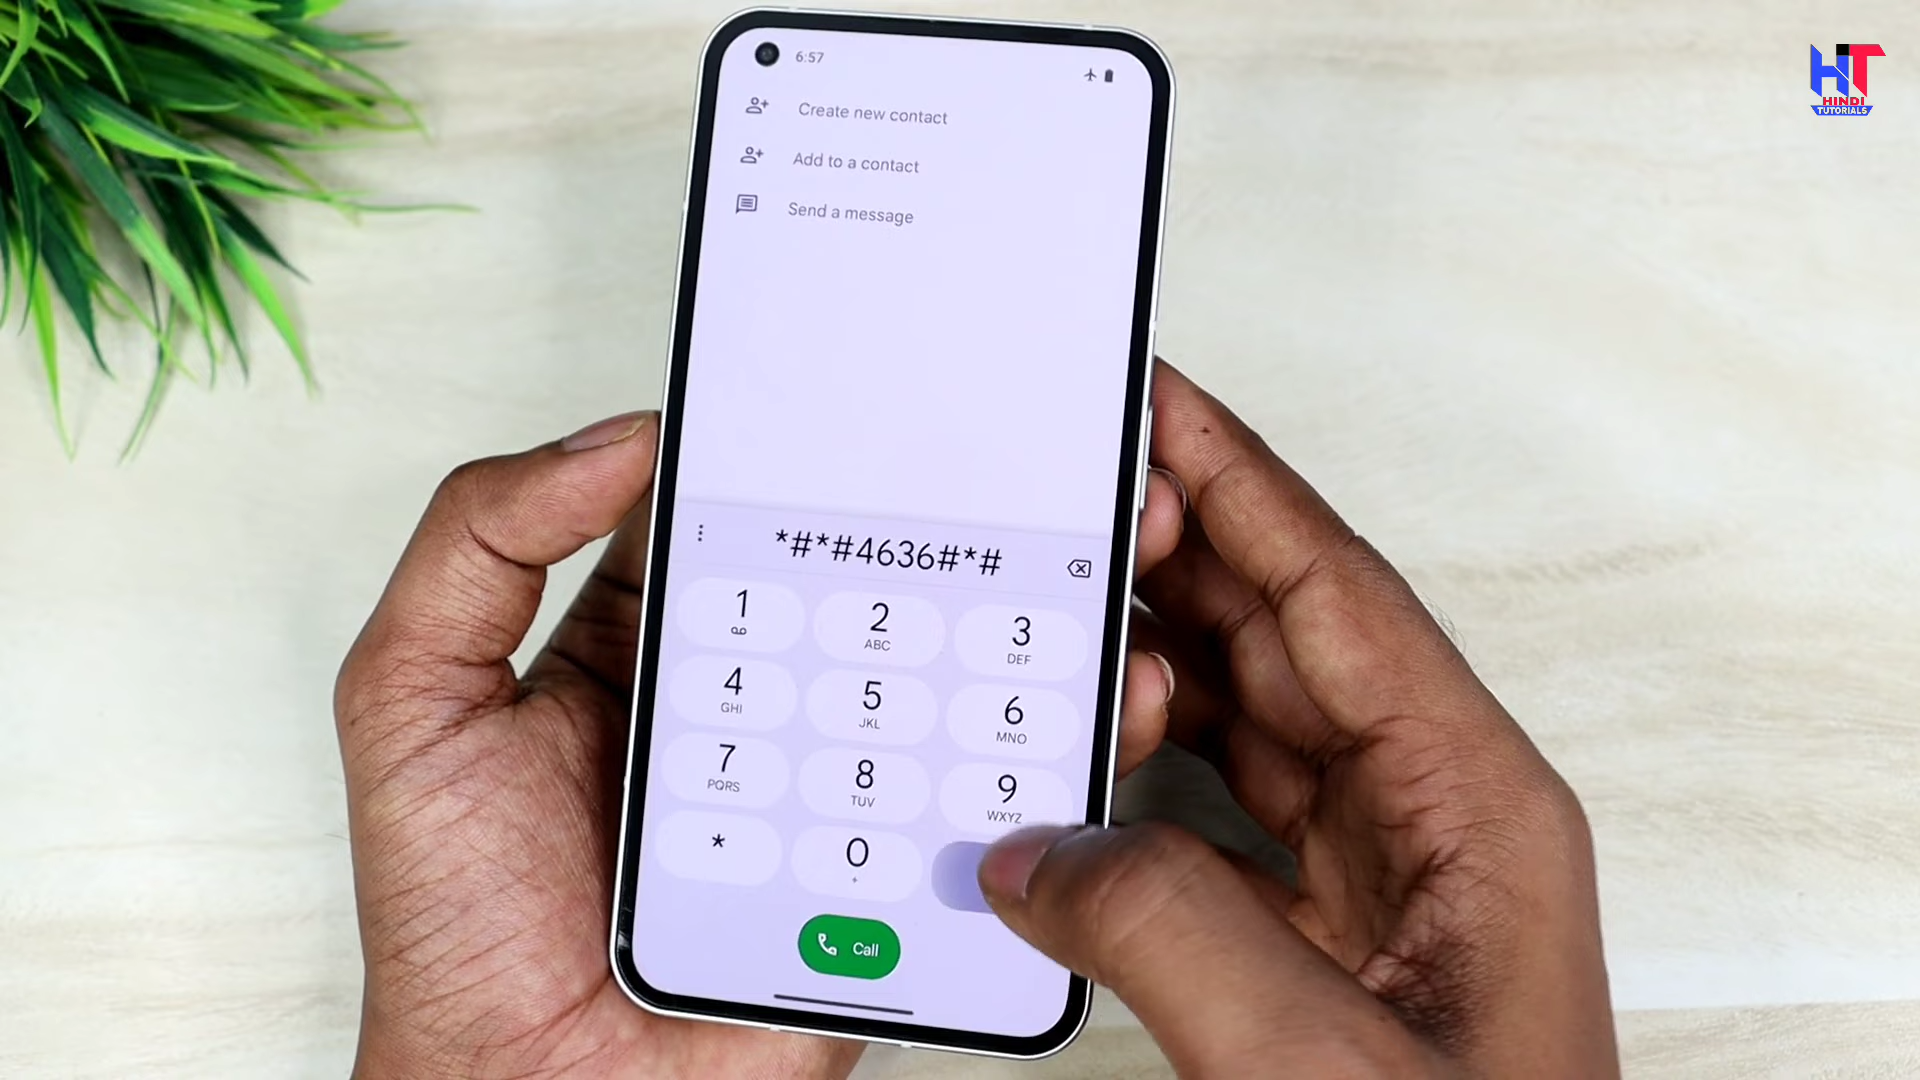 6:57
Create new contact
Add to a contact
Send a message
*#*#4636#*#
1
2
ABC
3
DEF
4
GHI
5
JKL
6
MNO
7
PQRS
8
TUV
9
WXYZ
*
0
+
Call
HT
HINDI
TUTORIALS